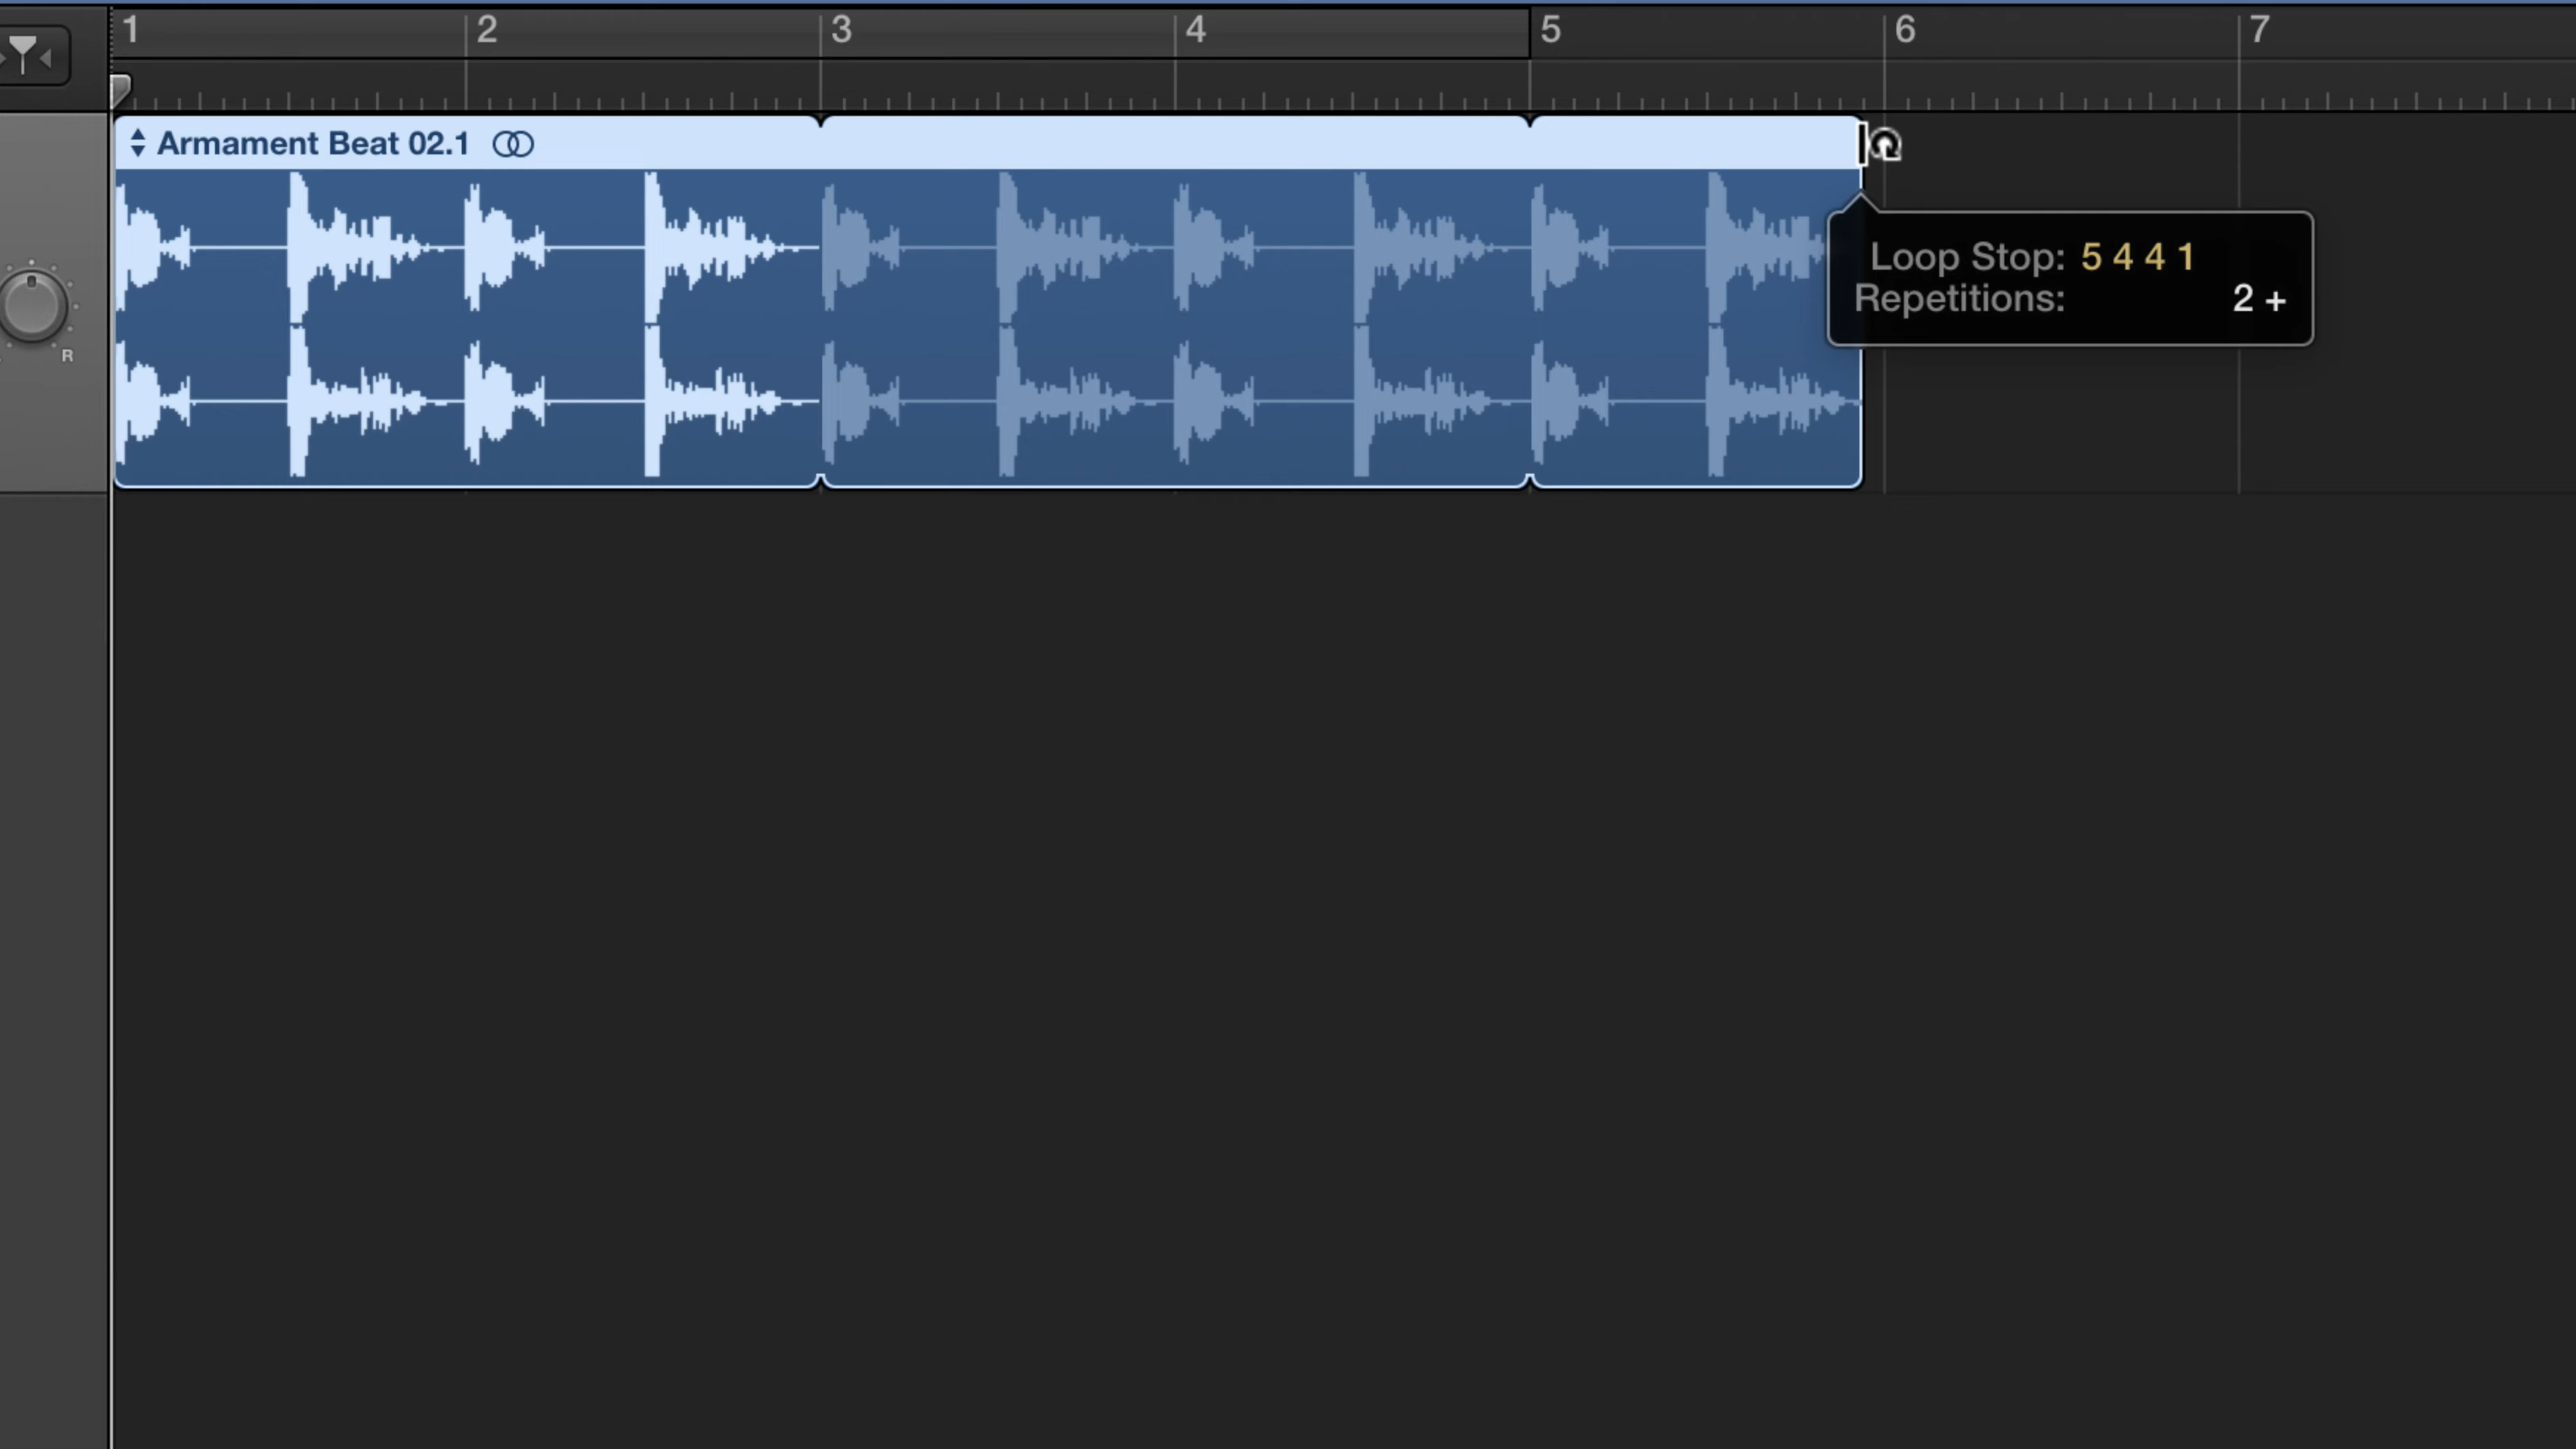 1 2 3 4 5 6 7
Armament Beat 02.1
Loop Stop: 5 4 4 1
Repetitions: 2 +
R